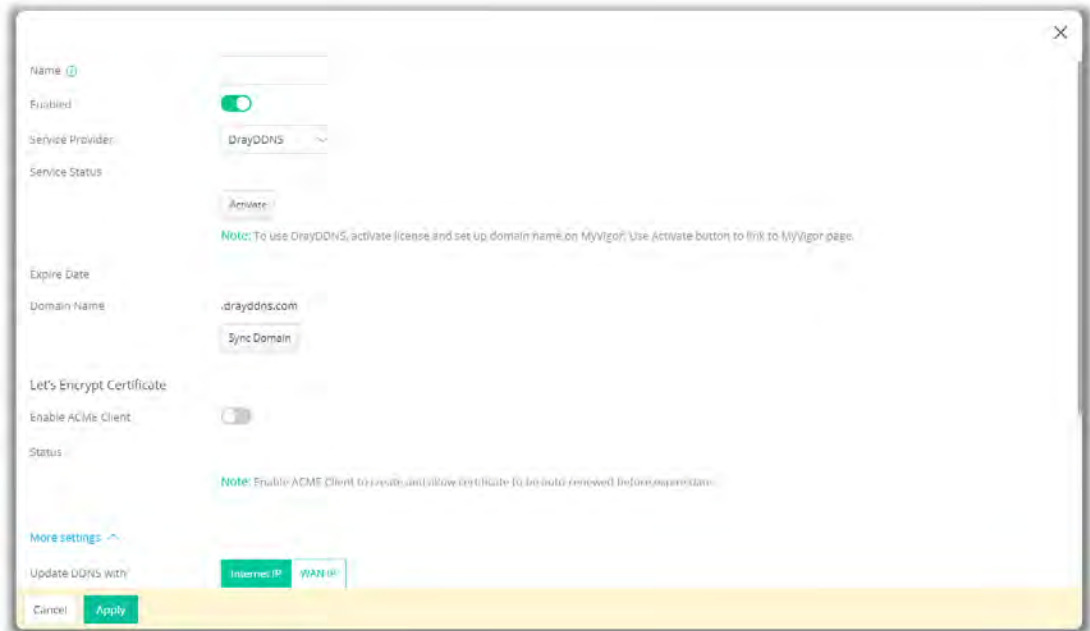 Name
Enabled
Service Provider
DrayDDNS
Service Status
Activate
Note: To use DrayDDNS, activate license and set up domain name on MyVigor. Use Activate button to link to MyVigor page.
Expire Date
Domain Name
.drayddns.com
Sync Domain
Let's Encrypt Certificate
Enable ACME Client
Status
Note: Enable ACME Client to create and allow certificate to be auto renewed before expire date.
More settings
Update DDNS with
Internet IP
WAN IP
Cancel
Apply